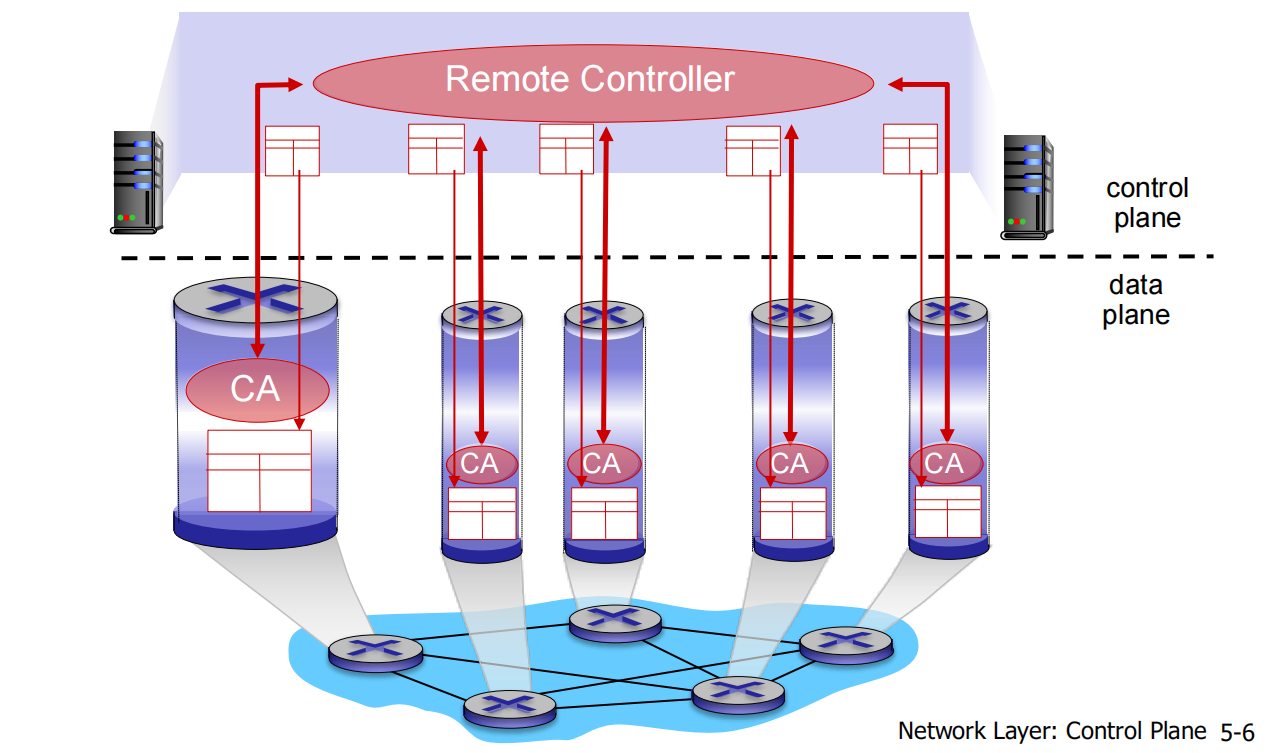 Remote Controller
control
plane
data
plane
CA
CA
CA
CA
CA
Network Layer: Control Plane 5-6